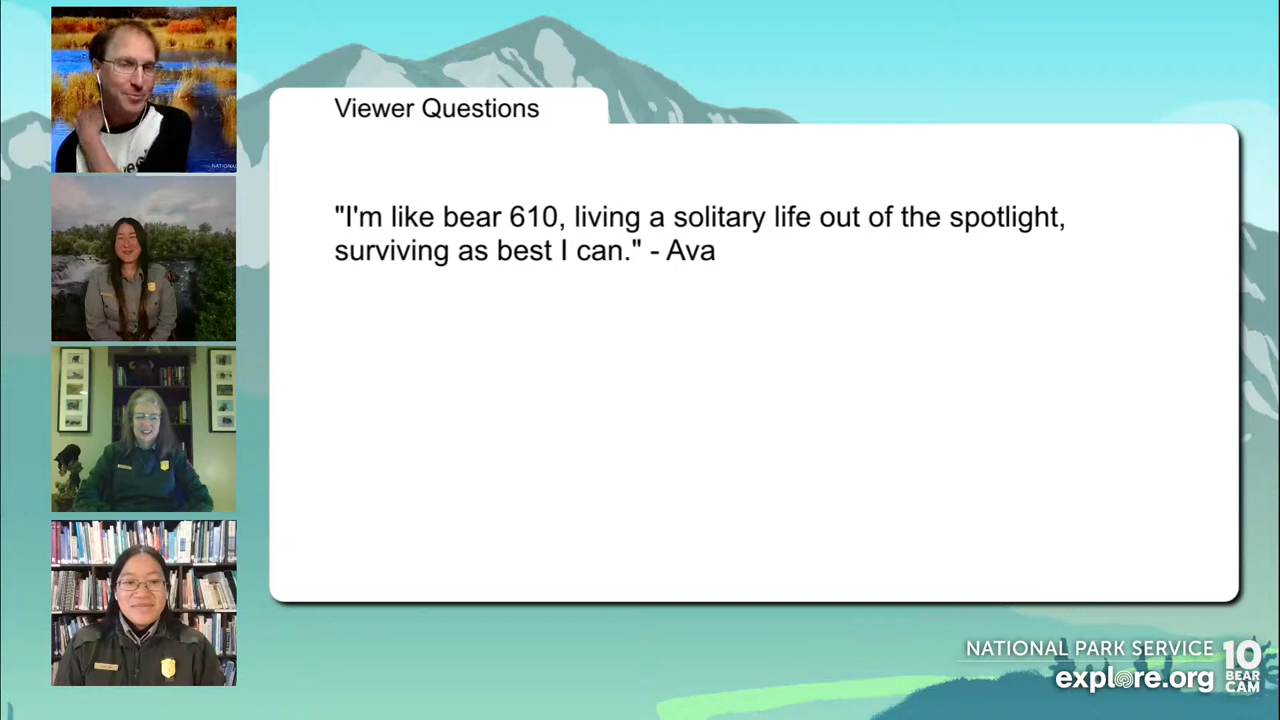 Viewer Questions
"I'm like bear 610, living a solitary life out of the spotlight,
surviving as best I can." - Ava
NATIONAL PARK SERVICE
explore.org
10
BEAR
CAM